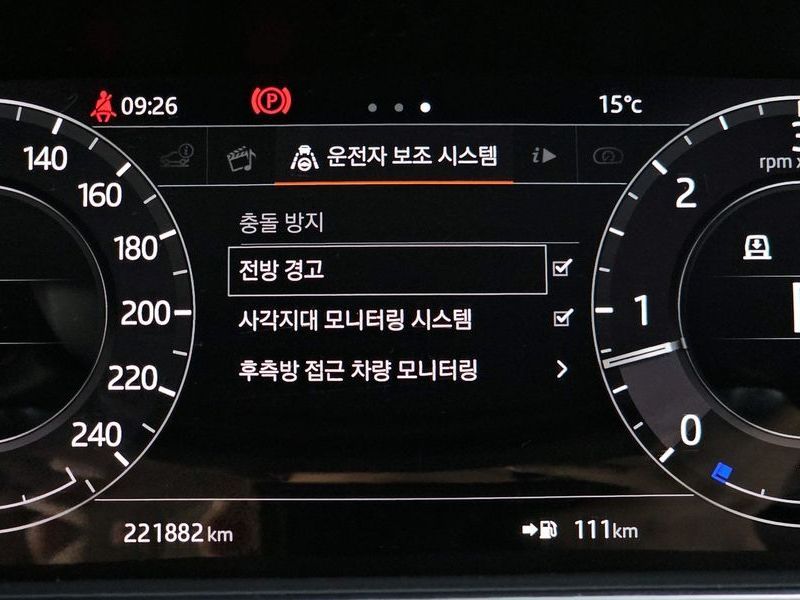 09:26
P
15°c
운전자 보조 시스템
i
충돌 방지
전방 경고
사각지대 모니터링 시스템
후측방 접근 차량 모니터링
140
160
180
200
220
240
rpm x
2
1
0
221882 km
111km